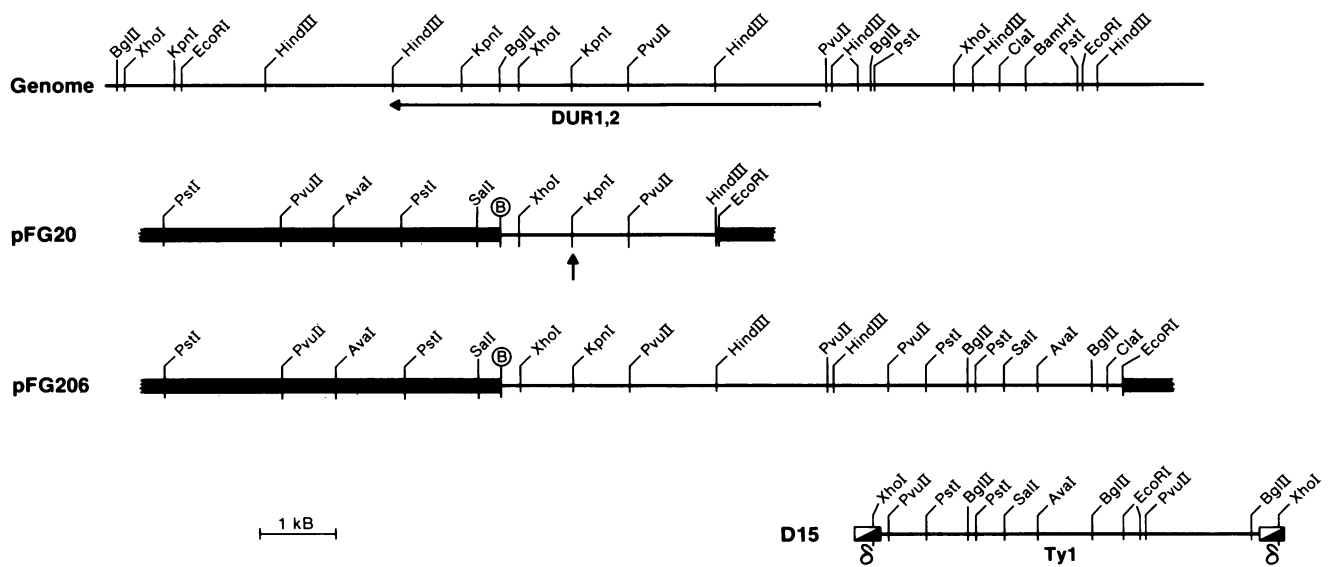 BglII XhoI KpnI EcoRI HindIII HindIII KpnI BglII XhoI KpnI PvuII HindIII PvuII HindIII BglII PstI XhoI HindIII ClaI BamHI PstI EcoRI HindIII
Genome
DUR1,2
PstI PvuII AvaI PstI SalI B XhoI KpnI PvuII HindIII EcoRI
pFG20
PstI PvuII AvaI PstI SalI B XhoI KpnI PvuII HindIII PvuII HindIII PvuII PstI BglII PstI SalI AvaI BglII ClaI EcoRI
pFG206
XhoI PvuII PstI BglII PstI SalI AvaI BglII EcoRI PvuII BglII XhoI
1 kB
D15
δ Ty1 δ